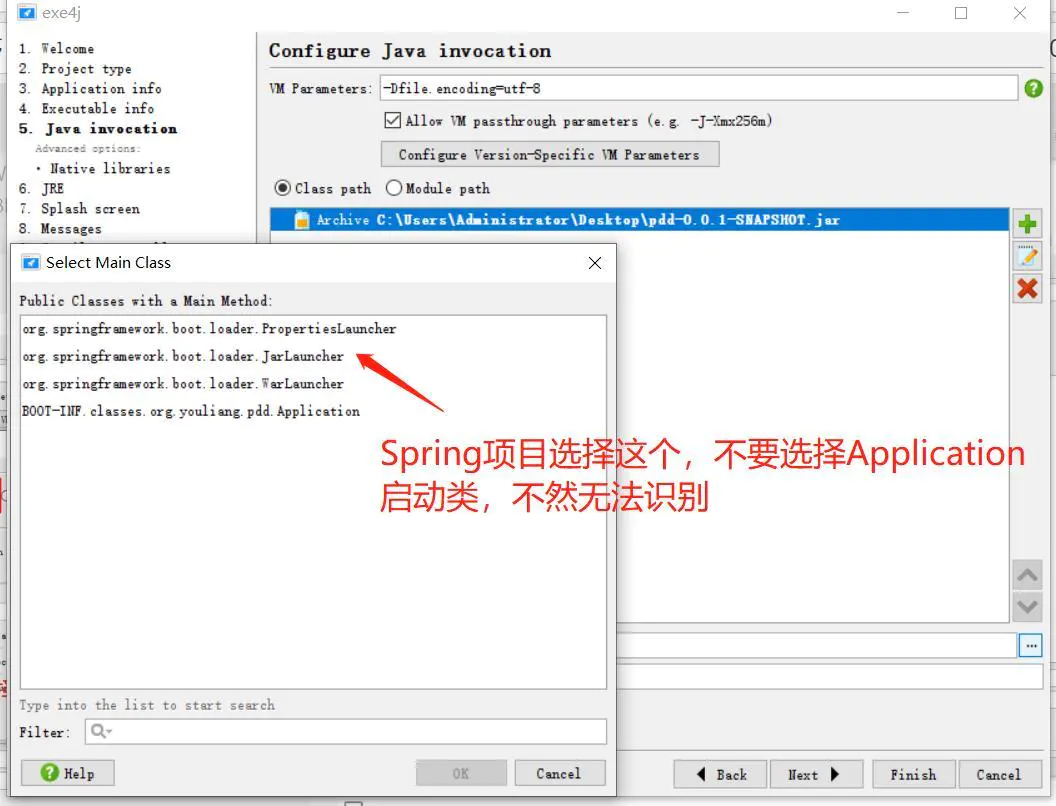 exe4j
1. Welcome
2. Project type
3. Application info
4. Executable info
5. Java invocation
Advanced options:
• Native libraries
6. JRE
7. Splash screen
8. Messages
Configure Java invocation
VM Parameters: -Dfile.encoding=utf-8
Allow VM passthrough parameters (e.g. -J-Xmx256m)
Configure Version-Specific VM Parameters
Class path Module path
Archive C:\Users\Administrator\Desktop\pdd-0.0.1-SNAPSHOT.jar
Select Main Class
Public Classes with a Main Method:
org.springframework.boot.loader.PropertiesLauncher
org.springframework.boot.loader.JarLauncher
org.springframework.boot.loader.WarLauncher
BOOT-INF.classes.org.youliang.pdd.Application
Spring项目选择这个，不要选择Application
启动类，不然无法识别
Type into the list to start search
Filter:
Help OK Cancel
...
Back Next Finish Cancel